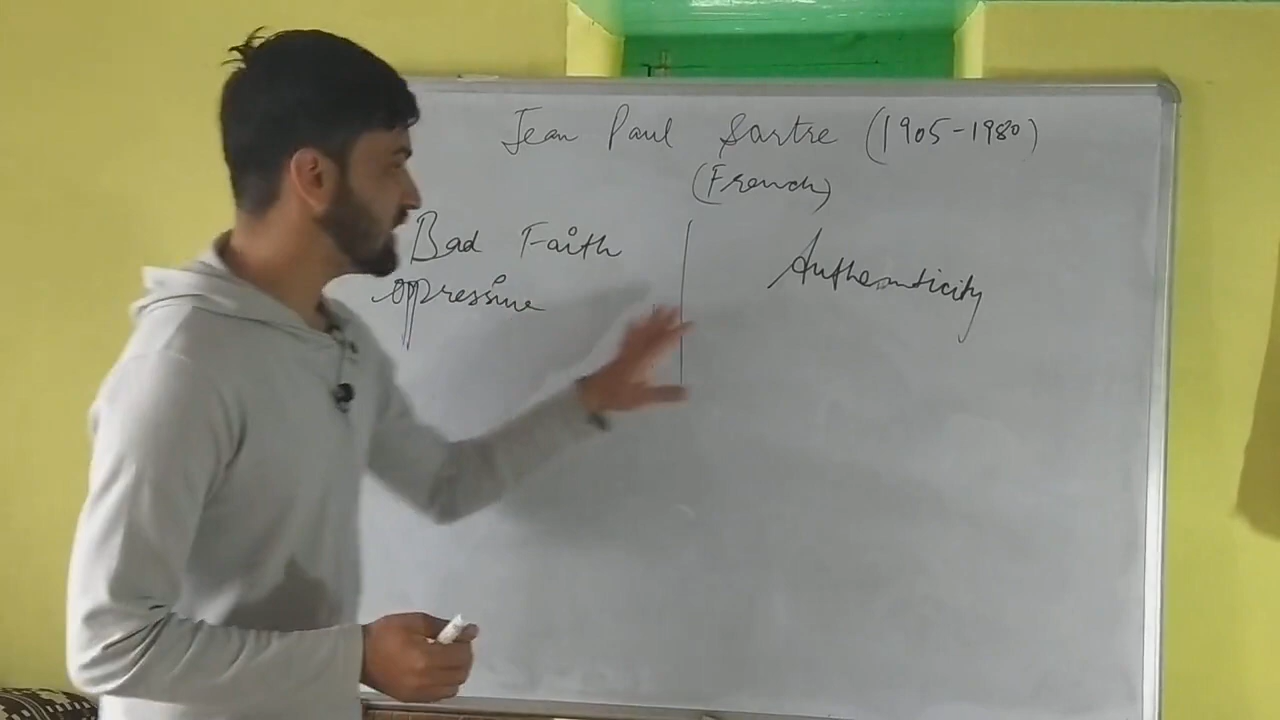 Jean Paul Sartre (1905-1980)
(French)
Bad Faith
oppressive
Authenticity